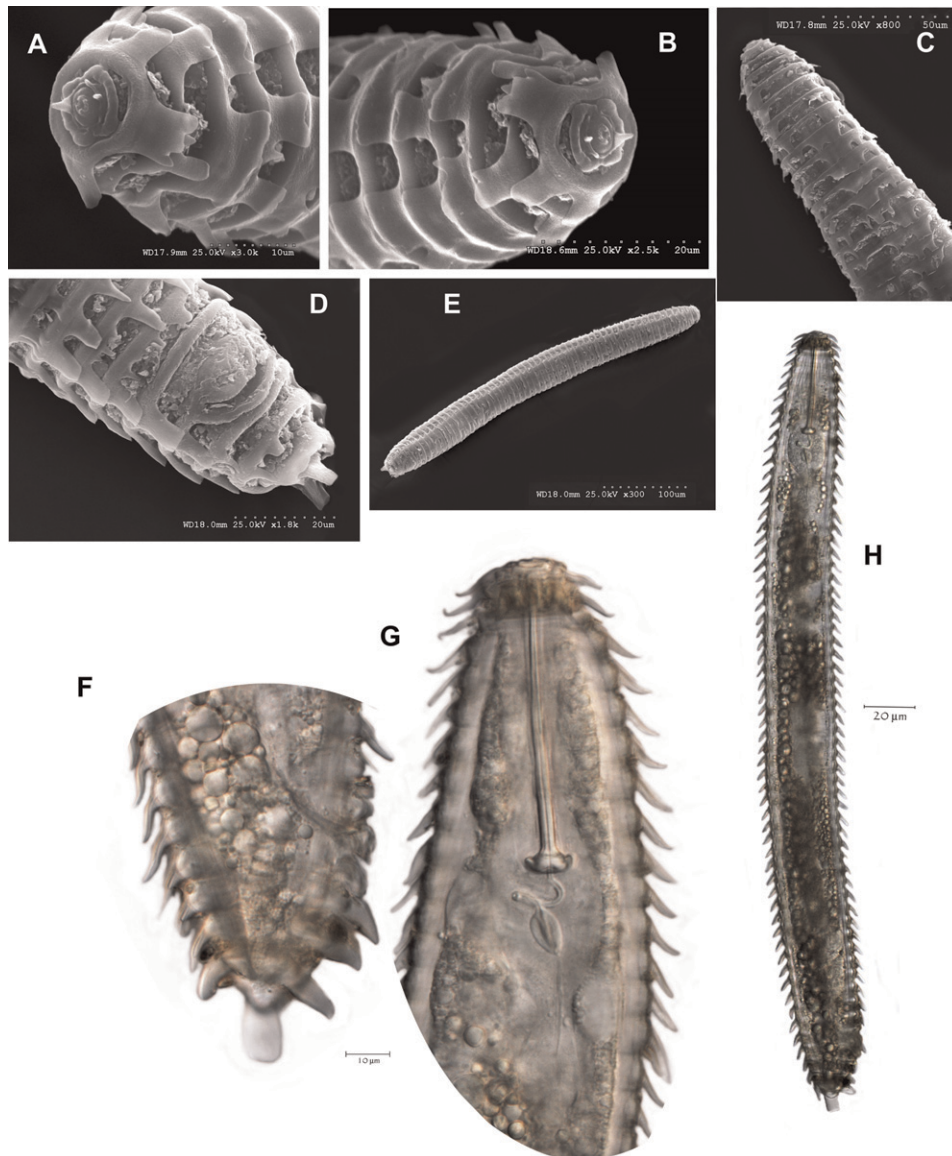 A
WD17.9mm 25.0kV x3.0k 10um
B
WD18.6mm 25.0kV x2.5k 20um
WD17.8mm 25.0kV x800 50um
C
D
WD18.0mm 25.0kV x1.8k 20um
E
WD18.0mm 25.0kV x300 100um
F
10 µm
G
H
20 µm